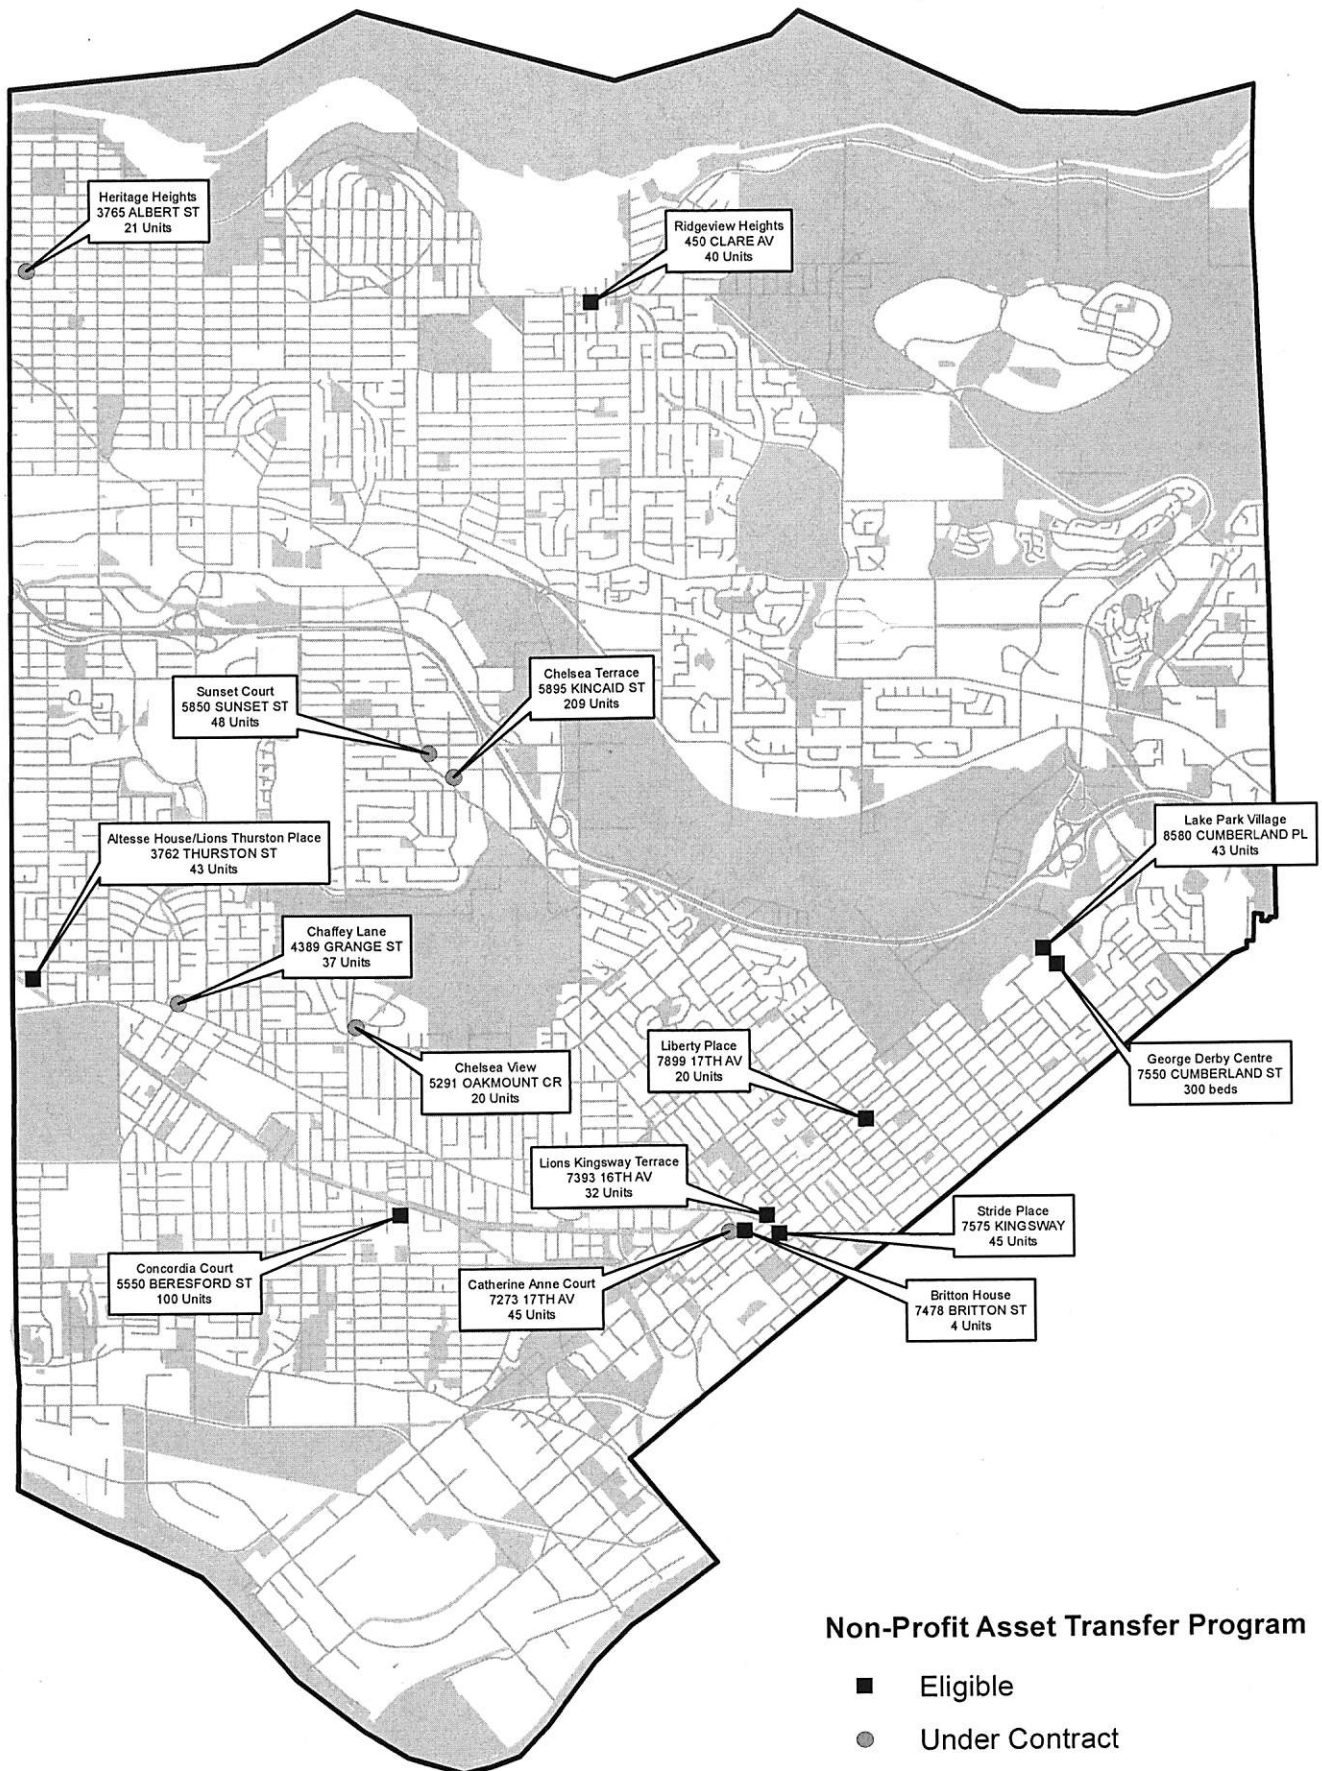 Heritage Heights
3765 ALBERT ST
21 Units
Ridgeview Heights
450 CLARE AV
40 Units
Chelsea Terrace
5895 KINCAID ST
209 Units
Sunset Court
5850 SUNSET ST
48 Units
Lake Park Village
8580 CUMBERLAND PL
43 Units
Altesse House/Lions Thurston Place
3762 THURSTON ST
43 Units
Chaffey Lane
4389 GRANGE ST
37 Units
Liberty Place
7899 17TH AV
20 Units
George Derby Centre
7550 CUMBERLAND ST
300 beds
Chelsea View
5291 OAKMOUNT CR
20 Units
Lions Kingsway Terrace
7393 16TH AV
32 Units
Stride Place
7575 KINGSWAY
45 Units
Concordia Court
5550 BERESFORD ST
100 Units
Catherine Anne Court
7273 17TH AV
45 Units
Britton House
7478 BRITTON ST
4 Units
Non-Profit Asset Transfer Program
Eligible
Under Contract